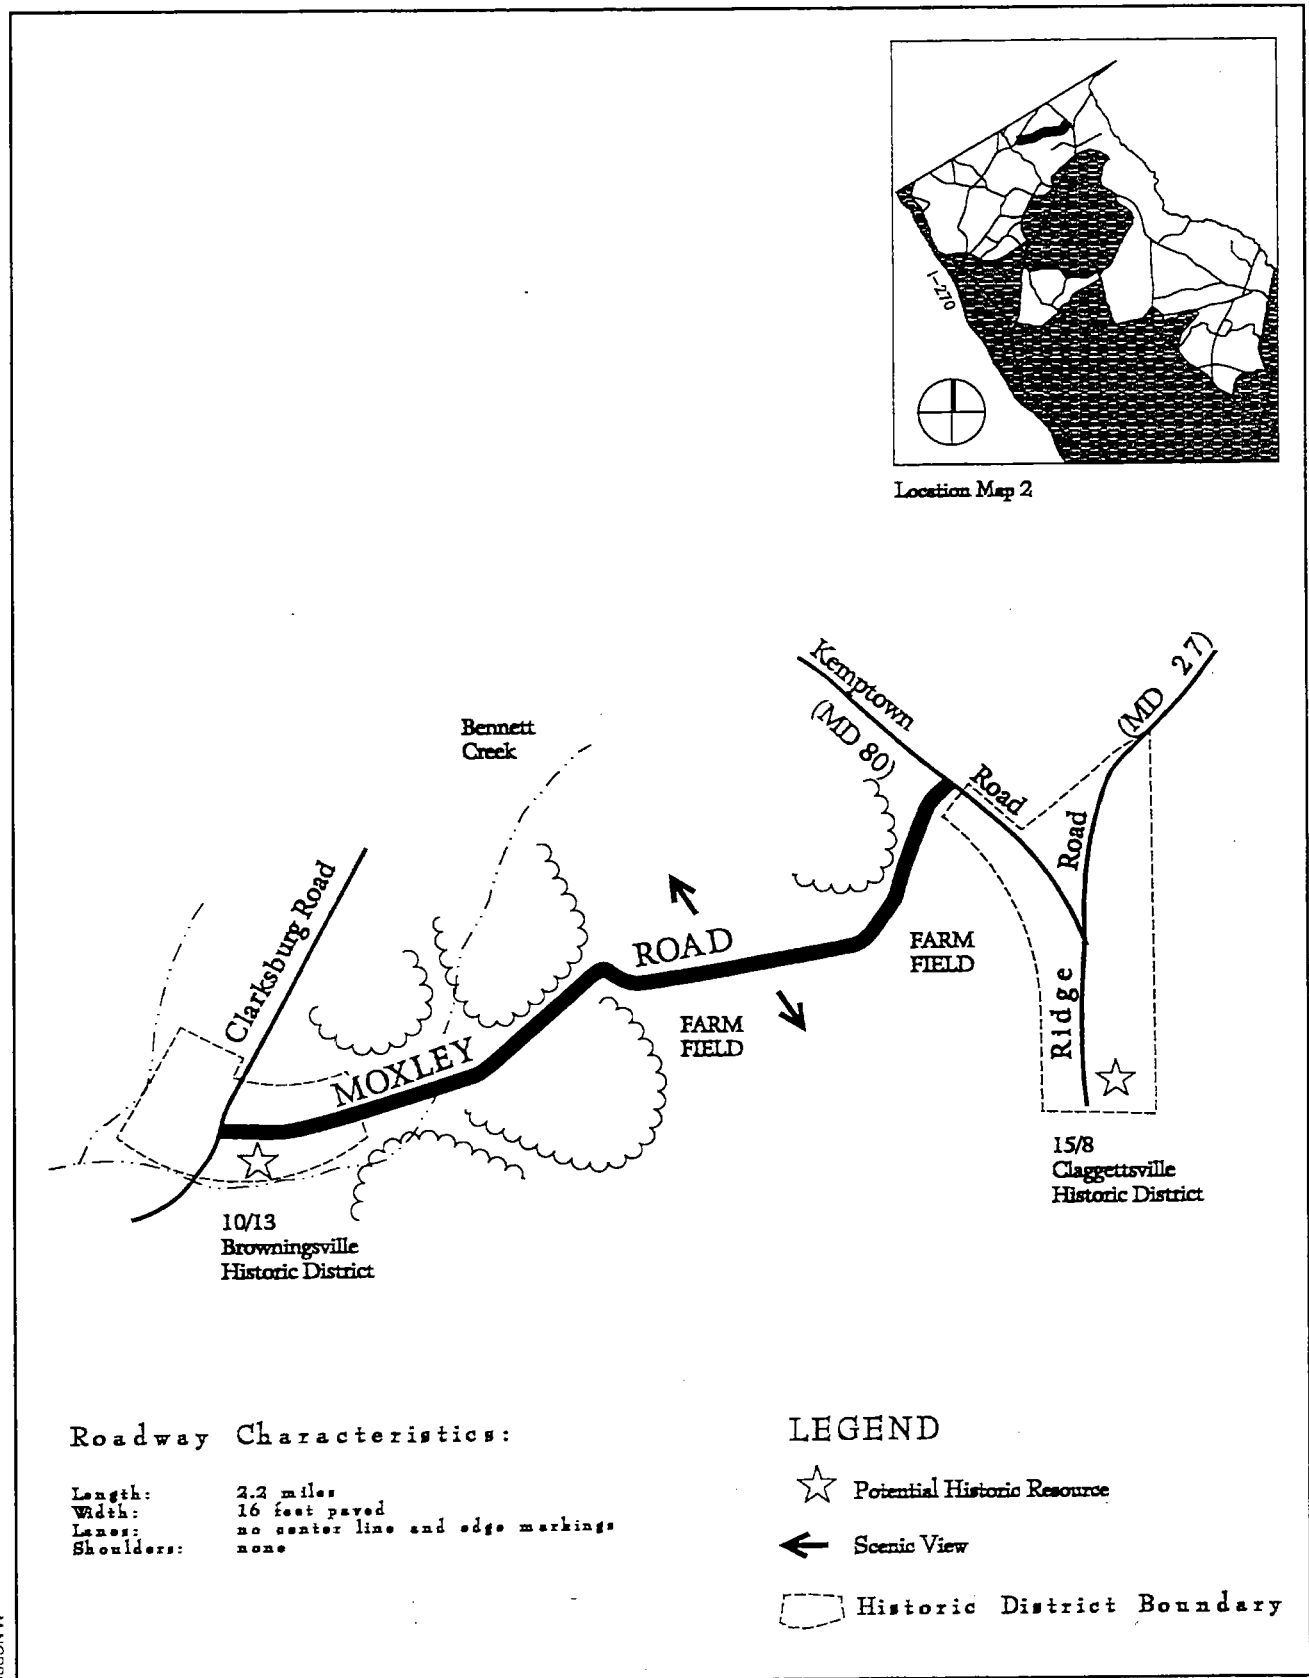 I-270
Location Map 2
Kemptown
(MD 80)
Road
(MD 27)
Road
Ridge
Bennett
Creek
Clarksburg Road
ROAD
MOXLEY
FARM
FIELD
FARM
FIELD
15/8
Claggettsville
Historic District
10/13
Browningsville
Historic District
Roadway Characteristics:
Length: 2.2 miles
Width: 16 feet paved
Lanes: no center line and edge markings
Shoulders: none
LEGEND
Potential Historic Resource
Scenic View
Historic District Boundary